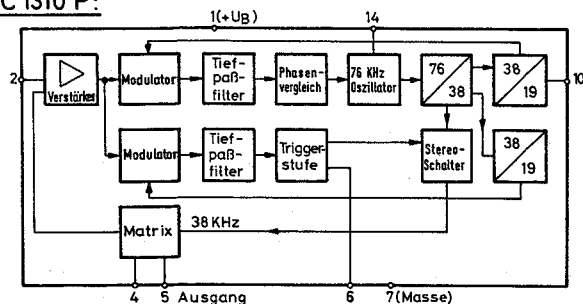 C 1310 P:
1(+UB)
14
2
Verstärker
Modulator
Tief-
paß-
filter
Phasen-
vergleich
76 KHz
Oszillator
76
38
38
19
10
Modulator
Tief-
paß-
filter
Trigger-
stufe
Stereo-
Schalter
38
19
Matrix
38 KHz
4
5 Ausgang
6
7(Masse)